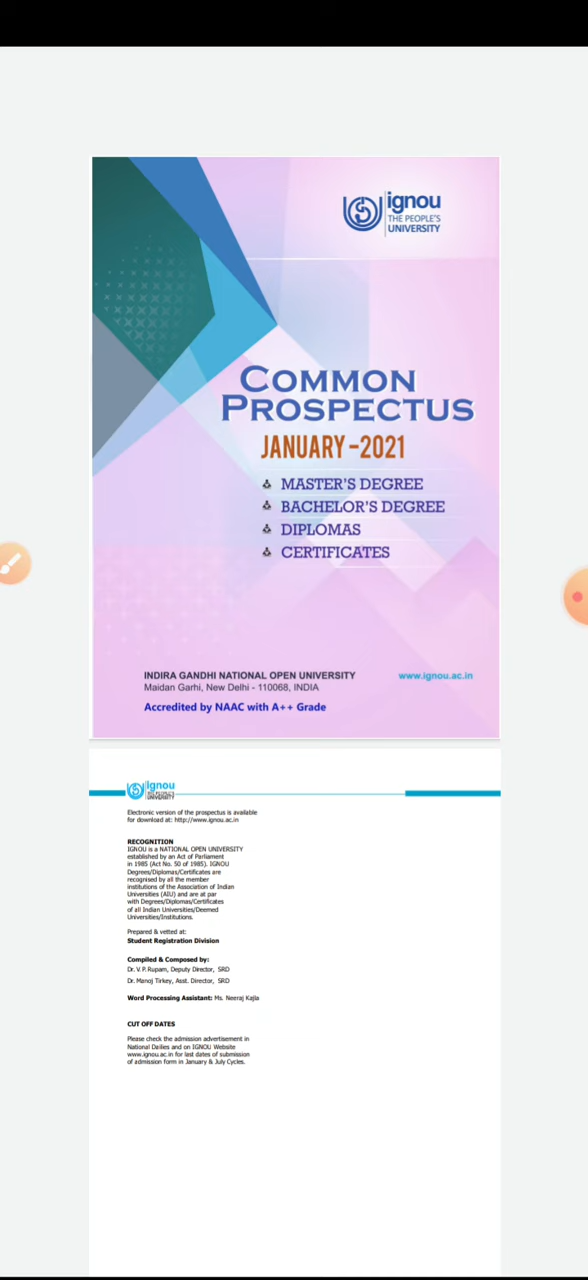 ignou
THE PEOPLE'S
UNIVERSITY
COMMON
PROSPECTUS
JANUARY -2021
MASTER'S DEGREE
BACHELOR'S DEGREE
DIPLOMAS
CERTIFICATES
INDIRA GANDHI NATIONAL OPEN UNIVERSITY www.ignou.ac.in
Maidan Garhi, New Delhi - 110068, INDIA
Accredited by NAAC with A++ Grade
ignou
THE PEOPLE'S
UNIVERSITY
Electronic version of the prospectus is available
for download at: http://www.ignou.ac.in
RECOGNITION
IGNOU is a NATIONAL OPEN UNIVERSITY
established by an Act of Parliament
in 1985 (Act No. 50 of 1985). IGNOU
Degrees/Diplomas/Certificates are
recognised by all the member
institutions of the Association of Indian
Universities (AIU) and are at par
with Degrees/Diplomas/Certificates
of all Indian Universities/Deemed
Universities/Institutions.
Prepared & vetted at:
Student Registration Division
Compiled & Composed by:
Dr. V. P. Rupam, Deputy Director, SRD
Dr. Manoj Tirkey, Asst. Director, SRD
Word Processing Assistant: Ms. Neeraj Kajla
CUT OFF DATES
Please check the admission advertisement in
National Dailies and on IGNOU Website
www.ignou.ac.in for last dates of submission
of admission form in January & July Cycles.